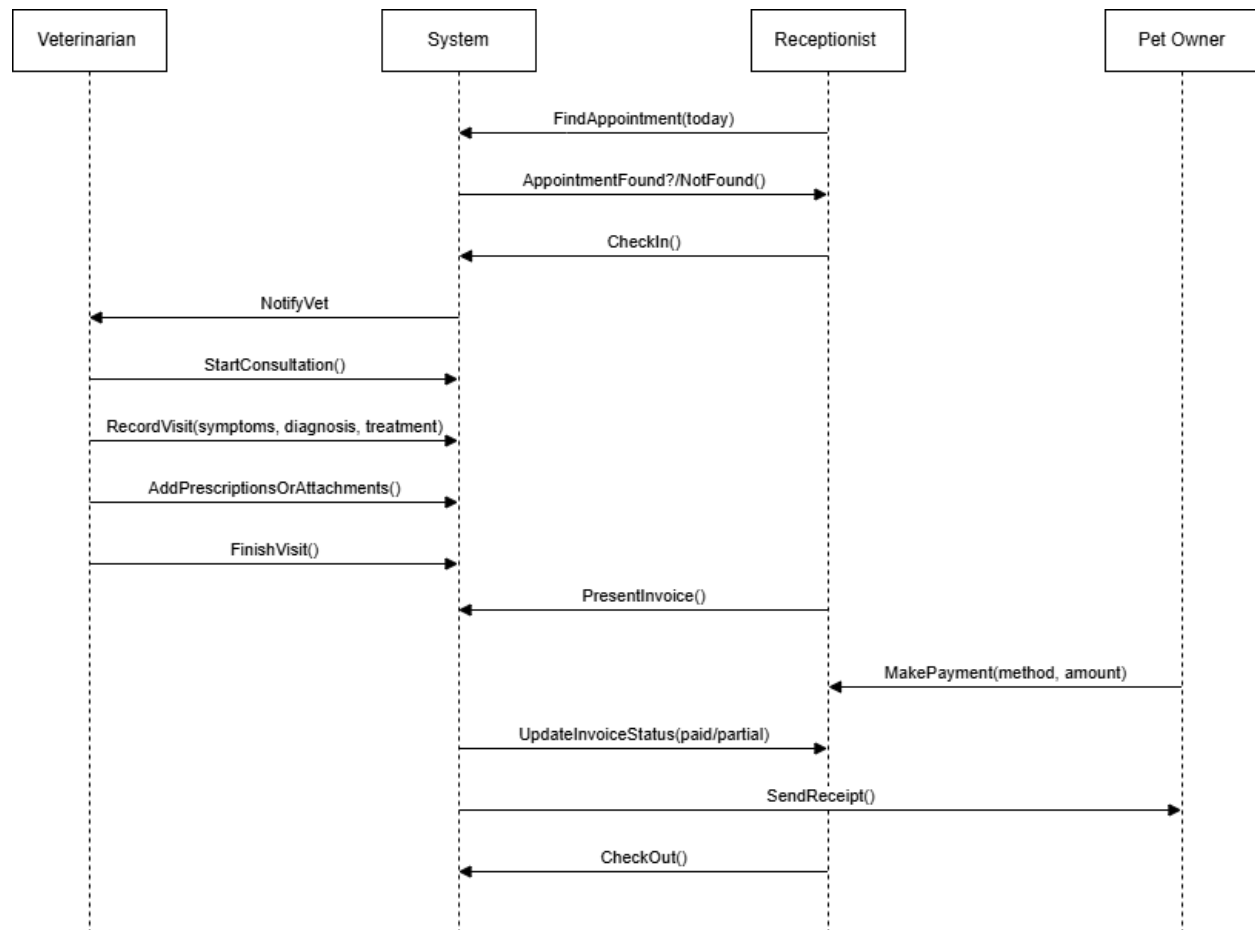 Veterinarian
System
Receptionist
Pet Owner
FindAppointment(today)
AppointmentFound?/NotFound()
CheckIn()
NotifyVet
StartConsultation()
RecordVisit(symptoms, diagnosis, treatment)
AddPrescriptionsOrAttachments()
FinishVisit()
PresentInvoice()
MakePayment(method, amount)
UpdateInvoiceStatus(paid/partial)
SendReceipt()
CheckOut()